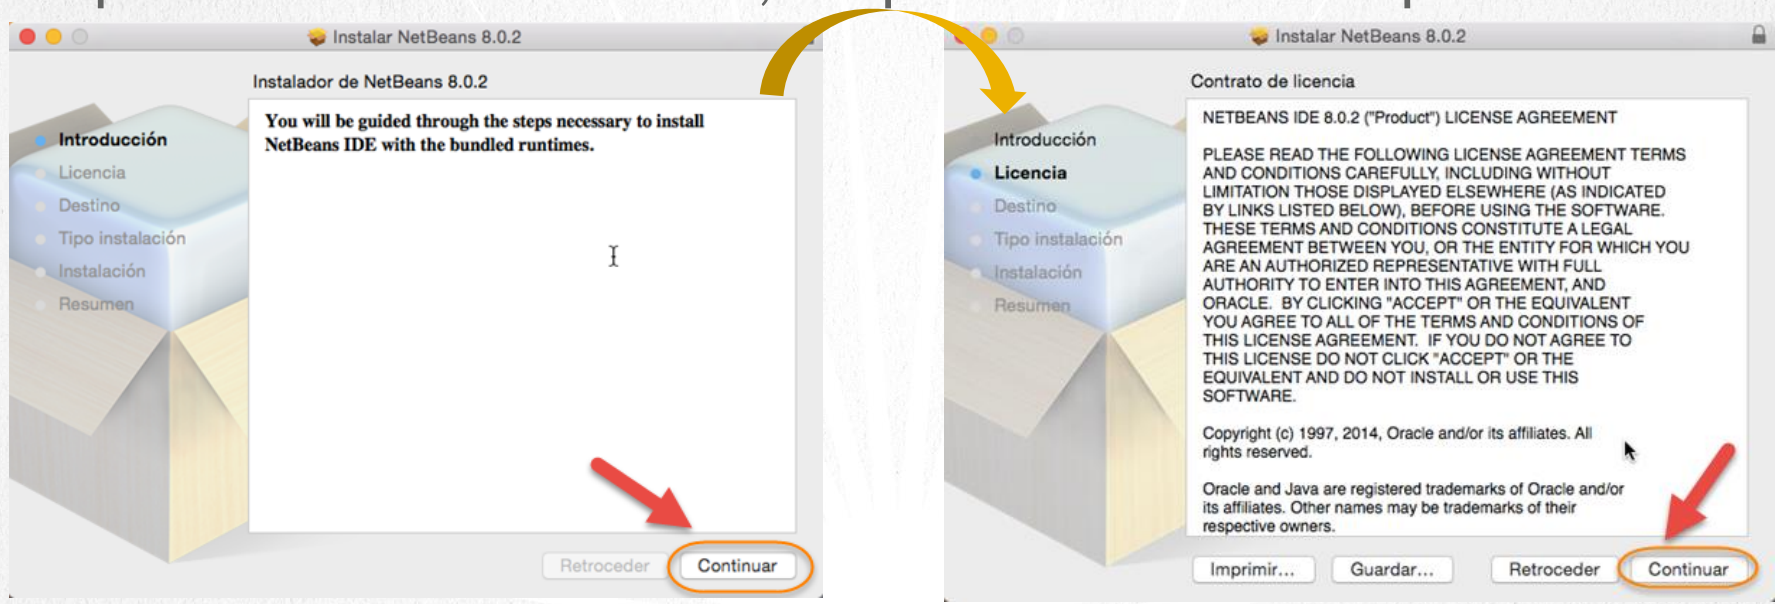 Instalar NetBeans 8.0.2
Instalador de NetBeans 8.0.2
Introducción
Licencia
Destino
Tipo instalación
Instalación
Resumen
You will be guided through the steps necessary to install
NetBeans IDE with the bundled runtimes.
Retroceder
Continuar
Instalar NetBeans 8.0.2
Contrato de licencia
Introducción
Licencia
Destino
Tipo instalación
Instalación
Resumen
NETBEANS IDE 8.0.2 ("Product") LICENSE AGREEMENT
PLEASE READ THE FOLLOWING LICENSE AGREEMENT TERMS
AND CONDITIONS CAREFULLY, INCLUDING WITHOUT
LIMITATION THOSE DISPLAYED ELSEWHERE (AS INDICATED
BY LINKS LISTED BELOW), BEFORE USING THE SOFTWARE.
THESE TERMS AND CONDITIONS CONSTITUTE A LEGAL
AGREEMENT BETWEEN YOU, OR THE ENTITY FOR WHICH YOU
ARE AN AUTHORIZED REPRESENTATIVE WITH FULL
AUTHORITY TO ENTER INTO THIS AGREEMENT, AND
ORACLE. BY CLICKING "ACCEPT" OR THE EQUIVALENT
YOU AGREE TO ALL OF THE TERMS AND CONDITIONS OF
THIS LICENSE AGREEMENT. IF YOU DO NOT AGREE TO
THIS LICENSE DO NOT CLICK "ACCEPT" OR THE
EQUIVALENT AND DO NOT INSTALL OR USE THIS
SOFTWARE.
Copyright (c) 1997, 2014, Oracle and/or its affiliates. All
rights reserved.
Oracle and Java are registered trademarks of Oracle and/or
its affiliates. Other names may be trademarks of their
respective owners.
Imprimir...
Guardar...
Retroceder
Continuar